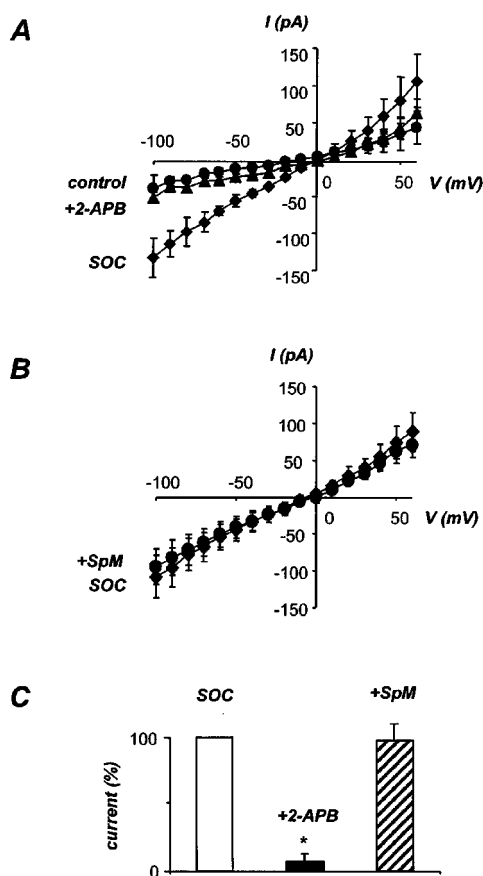 A
I (pA)
150
100
50
-100
-50
0
50
V (mV)
control
+2-APB
SOC
-50
-100
-150
B
I (pA)
150
100
50
-100
-50
0
50
V (mV)
+SpM
SOC
-50
-100
-150
C
SOC
+SpM
100
+2-APB
*
current (%)
0